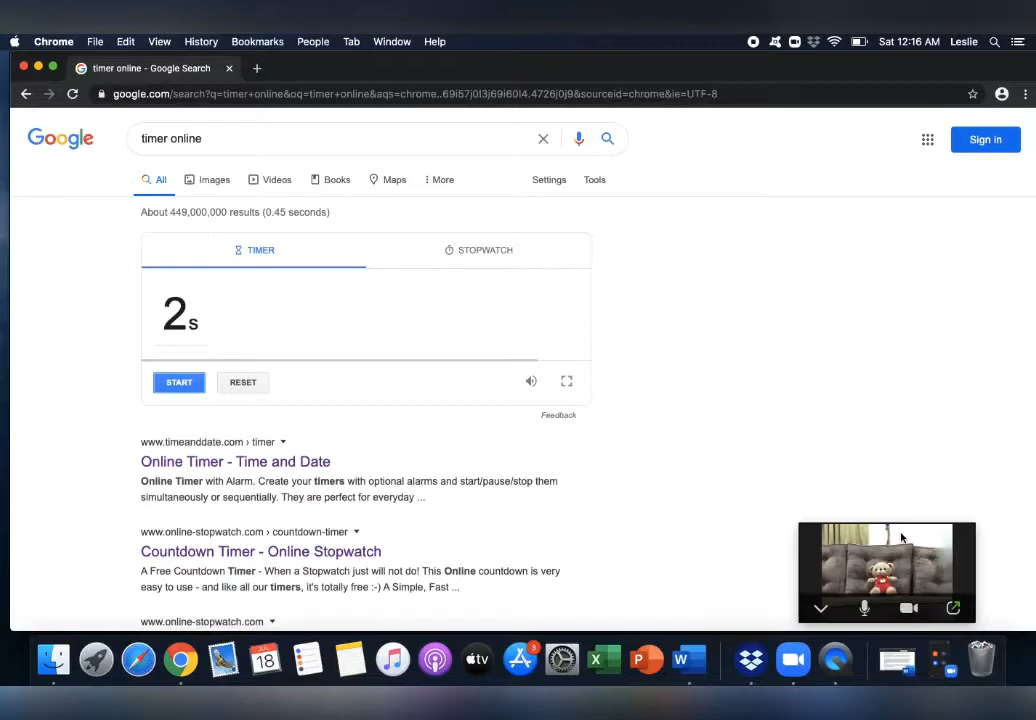 Chrome File Edit View History Bookmarks People Tab Window Help Sat 12:16 AM Leslie
timer online - Google Search
google.com/search?q=timer+online&oq=timer+online&aqs=chrome..69i57j0l3j69i60l4.4726j0j9&sourceid=chrome&ie=UTF-8
Google timer online Sign in
All Images Videos Books Maps More Settings Tools
About 449,000,000 results (0.45 seconds)
TIMER STOPWATCH
2s
START RESET
Feedback
www.timeanddate.com › timer
Online Timer - Time and Date
Online Timer with Alarm. Create your timers with optional alarms and start/pause/stop them
simultaneously or sequentially. They are perfect for everyday ...
www.online-stopwatch.com › countdown-timer
Countdown Timer - Online Stopwatch
A Free Countdown Timer - When a Stopwatch just will not do! This Online countdown is very
easy to use - and like all our timers, it's totally free :-) A Simple, Fast ...
www.online-stopwatch.com
JUL
18
tv
3
X
P
W